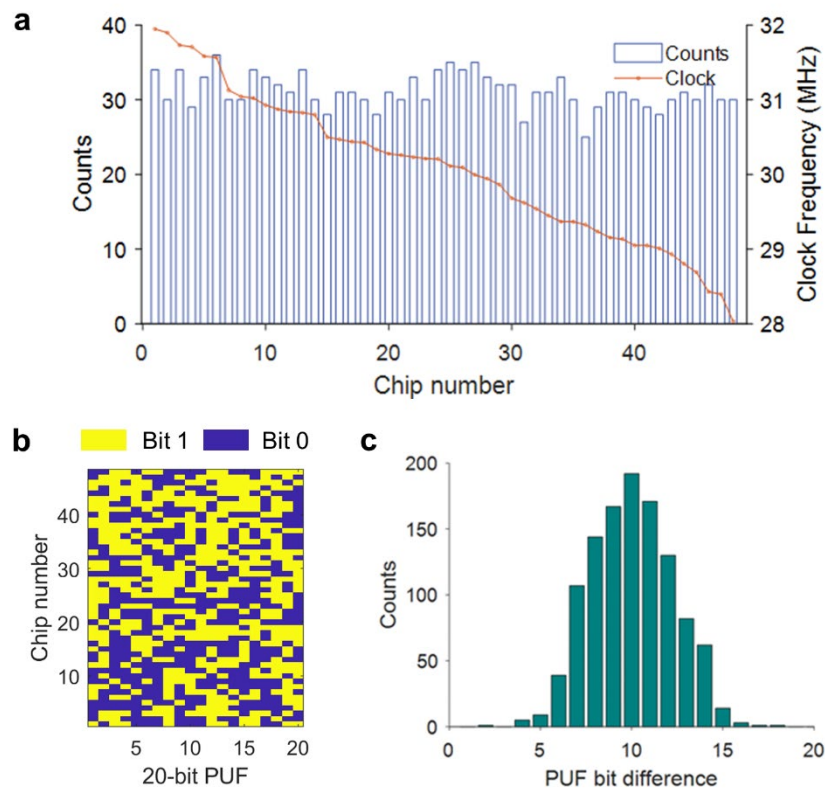 a
40
30
20
10
0
Counts
0
10
20
30
40
Chip number
32
31
30
29
28
Clock Frequency (MHz)
Counts
Clock
b
Bit 1
Bit 0
40
30
20
10
Chip number
5
10
15
20
20-bit PUF
c
200
150
100
50
0
Counts
0
5
10
15
20
PUF bit difference